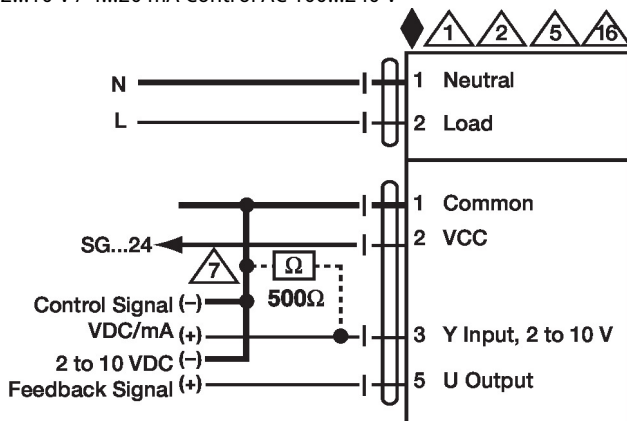 1 2 5 16
N 1 Neutral
L 2 Load
1 Common
SG...24 2 VCC
7 Ω
500Ω
Control Signal (–)
VDC/mA (+) 3 Y Input, 2 to 10 V
2 to 10 VDC (–)
Feedback Signal (+) 5 U Output